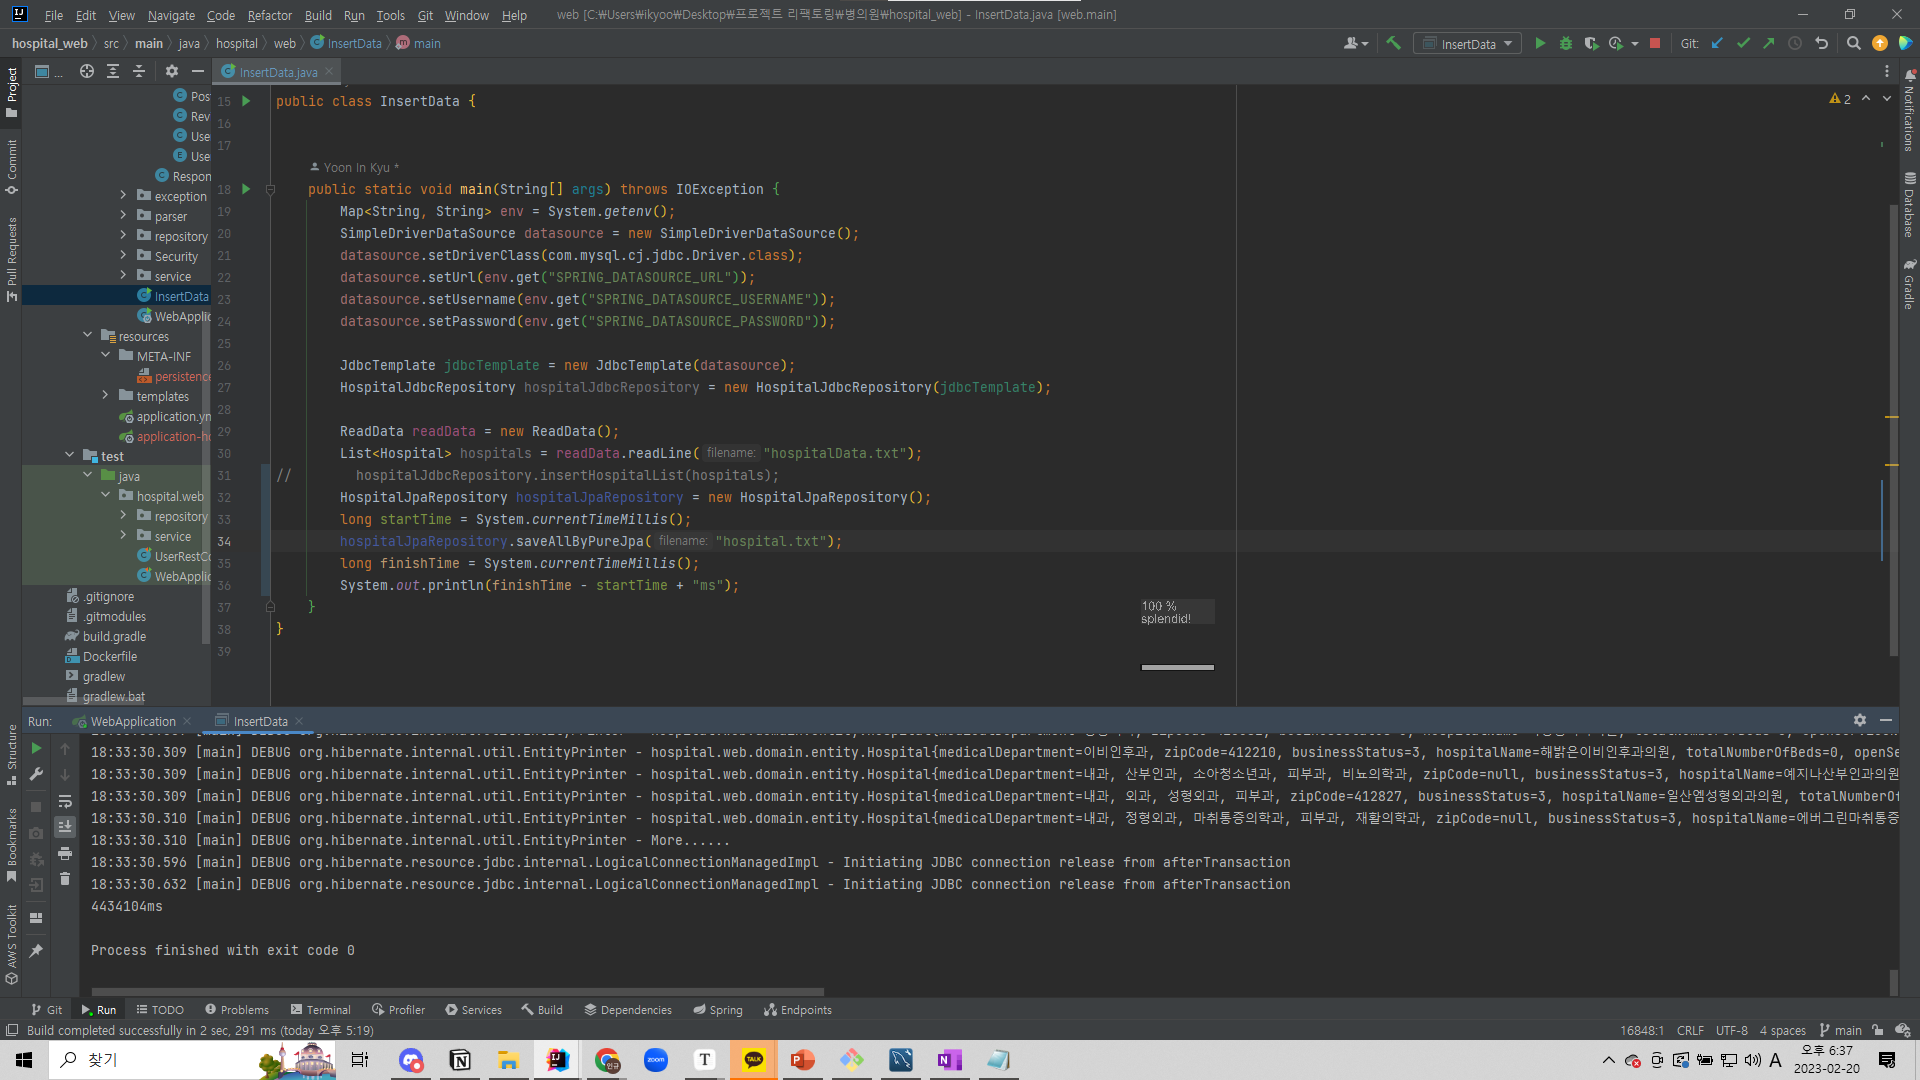 File Edit View Navigate Code Refactor Build Run Tools Git Window Help web [C:₩Users₩ikyoo₩Desktop₩프로젝트 리팩토링₩병의원₩hospital_web] - InsertData.java [web.main]
hospital_web src main java hospital web InsertData main InsertData Git:
Project
Commit
Pull Requests
Structure
Bookmarks
AWS Toolkit
Notifications
Database
Gradle
...
InsertData.java
2
Pos
Rev
Use
Use
Respon
exception
parser
repository
Security
service
InsertData
WebApplic
resources
META-INF
persistence
templates
application.ym
application-h
test
java
hospital.web
repository
service
UserRestCo
WebApplic
.gitignore
.gitmodules
build.gradle
Dockerfile
gradlew
gradlew.bat
15 public class InsertData {
16
17
Yoon In Kyu *
18 public static void main(String[] args) throws IOException {
19 Map<String, String> env = System.getenv();
20 SimpleDriverDataSource datasource = new SimpleDriverDataSource();
21 datasource.setDriverClass(com.mysql.cj.jdbc.Driver.class);
22 datasource.setUrl(env.get("SPRING_DATASOURCE_URL"));
23 datasource.setUsername(env.get("SPRING_DATASOURCE_USERNAME"));
24 datasource.setPassword(env.get("SPRING_DATASOURCE_PASSWORD"));
25
26 JdbcTemplate jdbcTemplate = new JdbcTemplate(datasource);
27 HospitalJdbcRepository hospitalJdbcRepository = new HospitalJdbcRepository(jdbcTemplate);
28
29 ReadData readData = new ReadData();
30 List<Hospital> hospitals = readData.readLine( filename: "hospitalData.txt");
31 // hospitalJdbcRepository.insertHospitalList(hospitals);
32 HospitalJpaRepository hospitalJpaRepository = new HospitalJpaRepository();
33 long startTime = System.currentTimeMillis();
34 hospitalJpaRepository.saveAllByPureJpa( filename: "hospital.txt");
35 long finishTime = System.currentTimeMillis();
36 System.out.println(finishTime - startTime + "ms");
37 }
38 }
39
100 %
splendid!
Run: WebApplication InsertData
18:33:30.309 [main] DEBUG org.hibernate.internal.util.EntityPrinter - hospital.web.domain.entity.Hospital{medicalDepartment=이비인후과, zipCode=412210, businessStatus=3, hospitalName=해밝은이비인후과의원, totalNumberOfBeds=0, openSe
18:33:30.309 [main] DEBUG org.hibernate.internal.util.EntityPrinter - hospital.web.domain.entity.Hospital{medicalDepartment=내과, 산부인과, 소아청소년과, 피부과, 비뇨의학과, zipCode=null, businessStatus=3, hospitalName=예지나산부인과의원
18:33:30.309 [main] DEBUG org.hibernate.internal.util.EntityPrinter - hospital.web.domain.entity.Hospital{medicalDepartment=내과, 외과, 성형외과, 피부과, zipCode=412827, businessStatus=3, hospitalName=일산엠성형외과의원, totalNumberOf
18:33:30.310 [main] DEBUG org.hibernate.internal.util.EntityPrinter - hospital.web.domain.entity.Hospital{medicalDepartment=내과, 정형외과, 마취통증의학과, 피부과, 재활의학과, zipCode=null, businessStatus=3, hospitalName=에버그린마취통증
18:33:30.310 [main] DEBUG org.hibernate.internal.util.EntityPrinter - More......
18:33:30.596 [main] DEBUG org.hibernate.resource.jdbc.internal.LogicalConnectionManagedImpl - Initiating JDBC connection release from afterTransaction
18:33:30.632 [main] DEBUG org.hibernate.resource.jdbc.internal.LogicalConnectionManagedImpl - Initiating JDBC connection release from afterTransaction
4434104ms
Process finished with exit code 0
Git Run TODO Problems Terminal Profiler Services Build Dependencies Spring Endpoints
Build completed successfully in 2 sec, 291 ms (today 오후 5:19) 16848:1 CRLF UTF-8 4 spaces main
찾기 zoom T TALK A 오후 6:37
2023-02-20